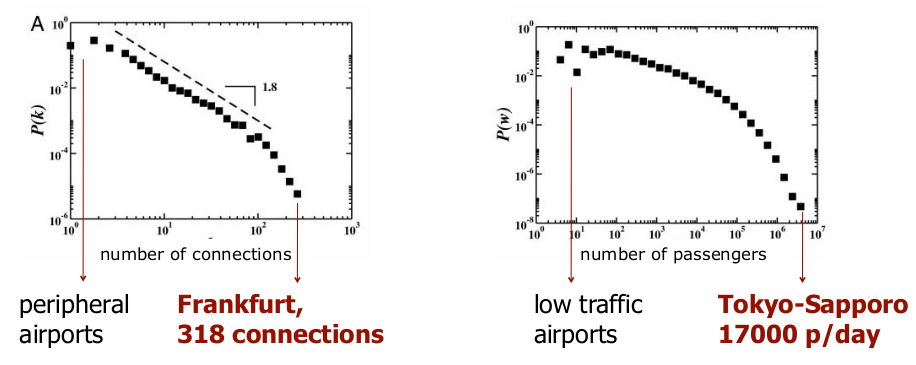 A
10^0
10^-2
10^-4
10^-6
P(k)
1.8
10^0
10^1
10^2
10^3
number of connections
peripheral
airports
Frankfurt,
318 connections
10^0
10^-2
10^-4
10^-6
10^-8
P(w)
10^0
10^1
10^2
10^3
10^4
10^5
10^6
10^7
number of passengers
low traffic
airports
Tokyo-Sapporo
17000 p/day